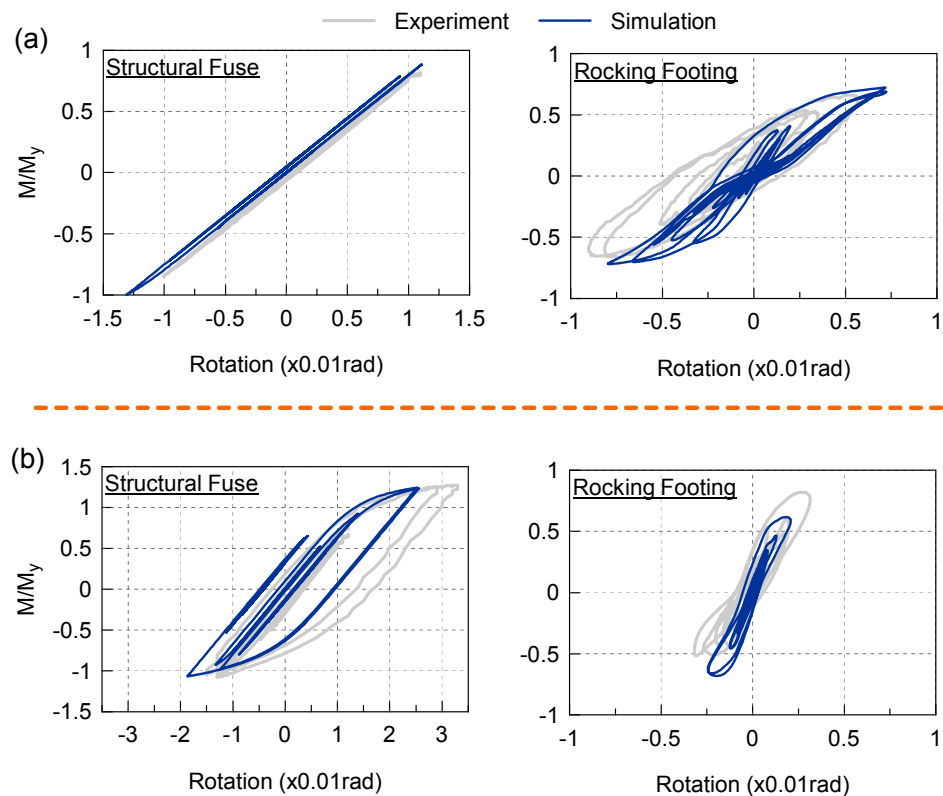 Experiment Simulation
(a)
Structural Fuse
Rocking Footing
M/My
1
0.5
0
-0.5
-1
-1.5 -1 -0.5 0 0.5 1 1.5
Rotation (x0.01rad)
1
0.5
0
-0.5
-1
-1 -0.5 0 0.5 1
Rotation (x0.01rad)
(b)
Structural Fuse
Rocking Footing
M/My
1.5
1
0.5
0
-0.5
-1
-1.5
-3 -2 -1 0 1 2 3
Rotation (x0.01rad)
1
0.5
0
-0.5
-1
-1 -0.5 0 0.5 1
Rotation (x0.01rad)